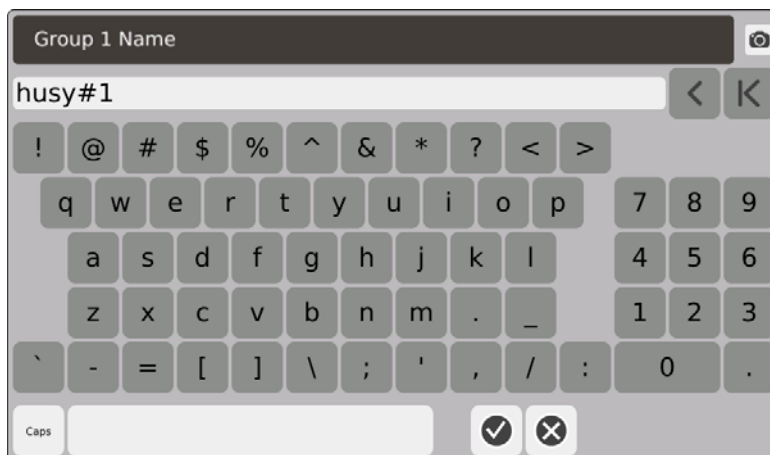 Group 1 Name
husy#1
! @ # $ % ^ & * ? < >
q w e r t y u i o p 7 8 9
a s d f g h j k l 4 5 6
z x c v b n m . _ 1 2 3
` - = [ ] \ ; ' , / : 0 .
Caps